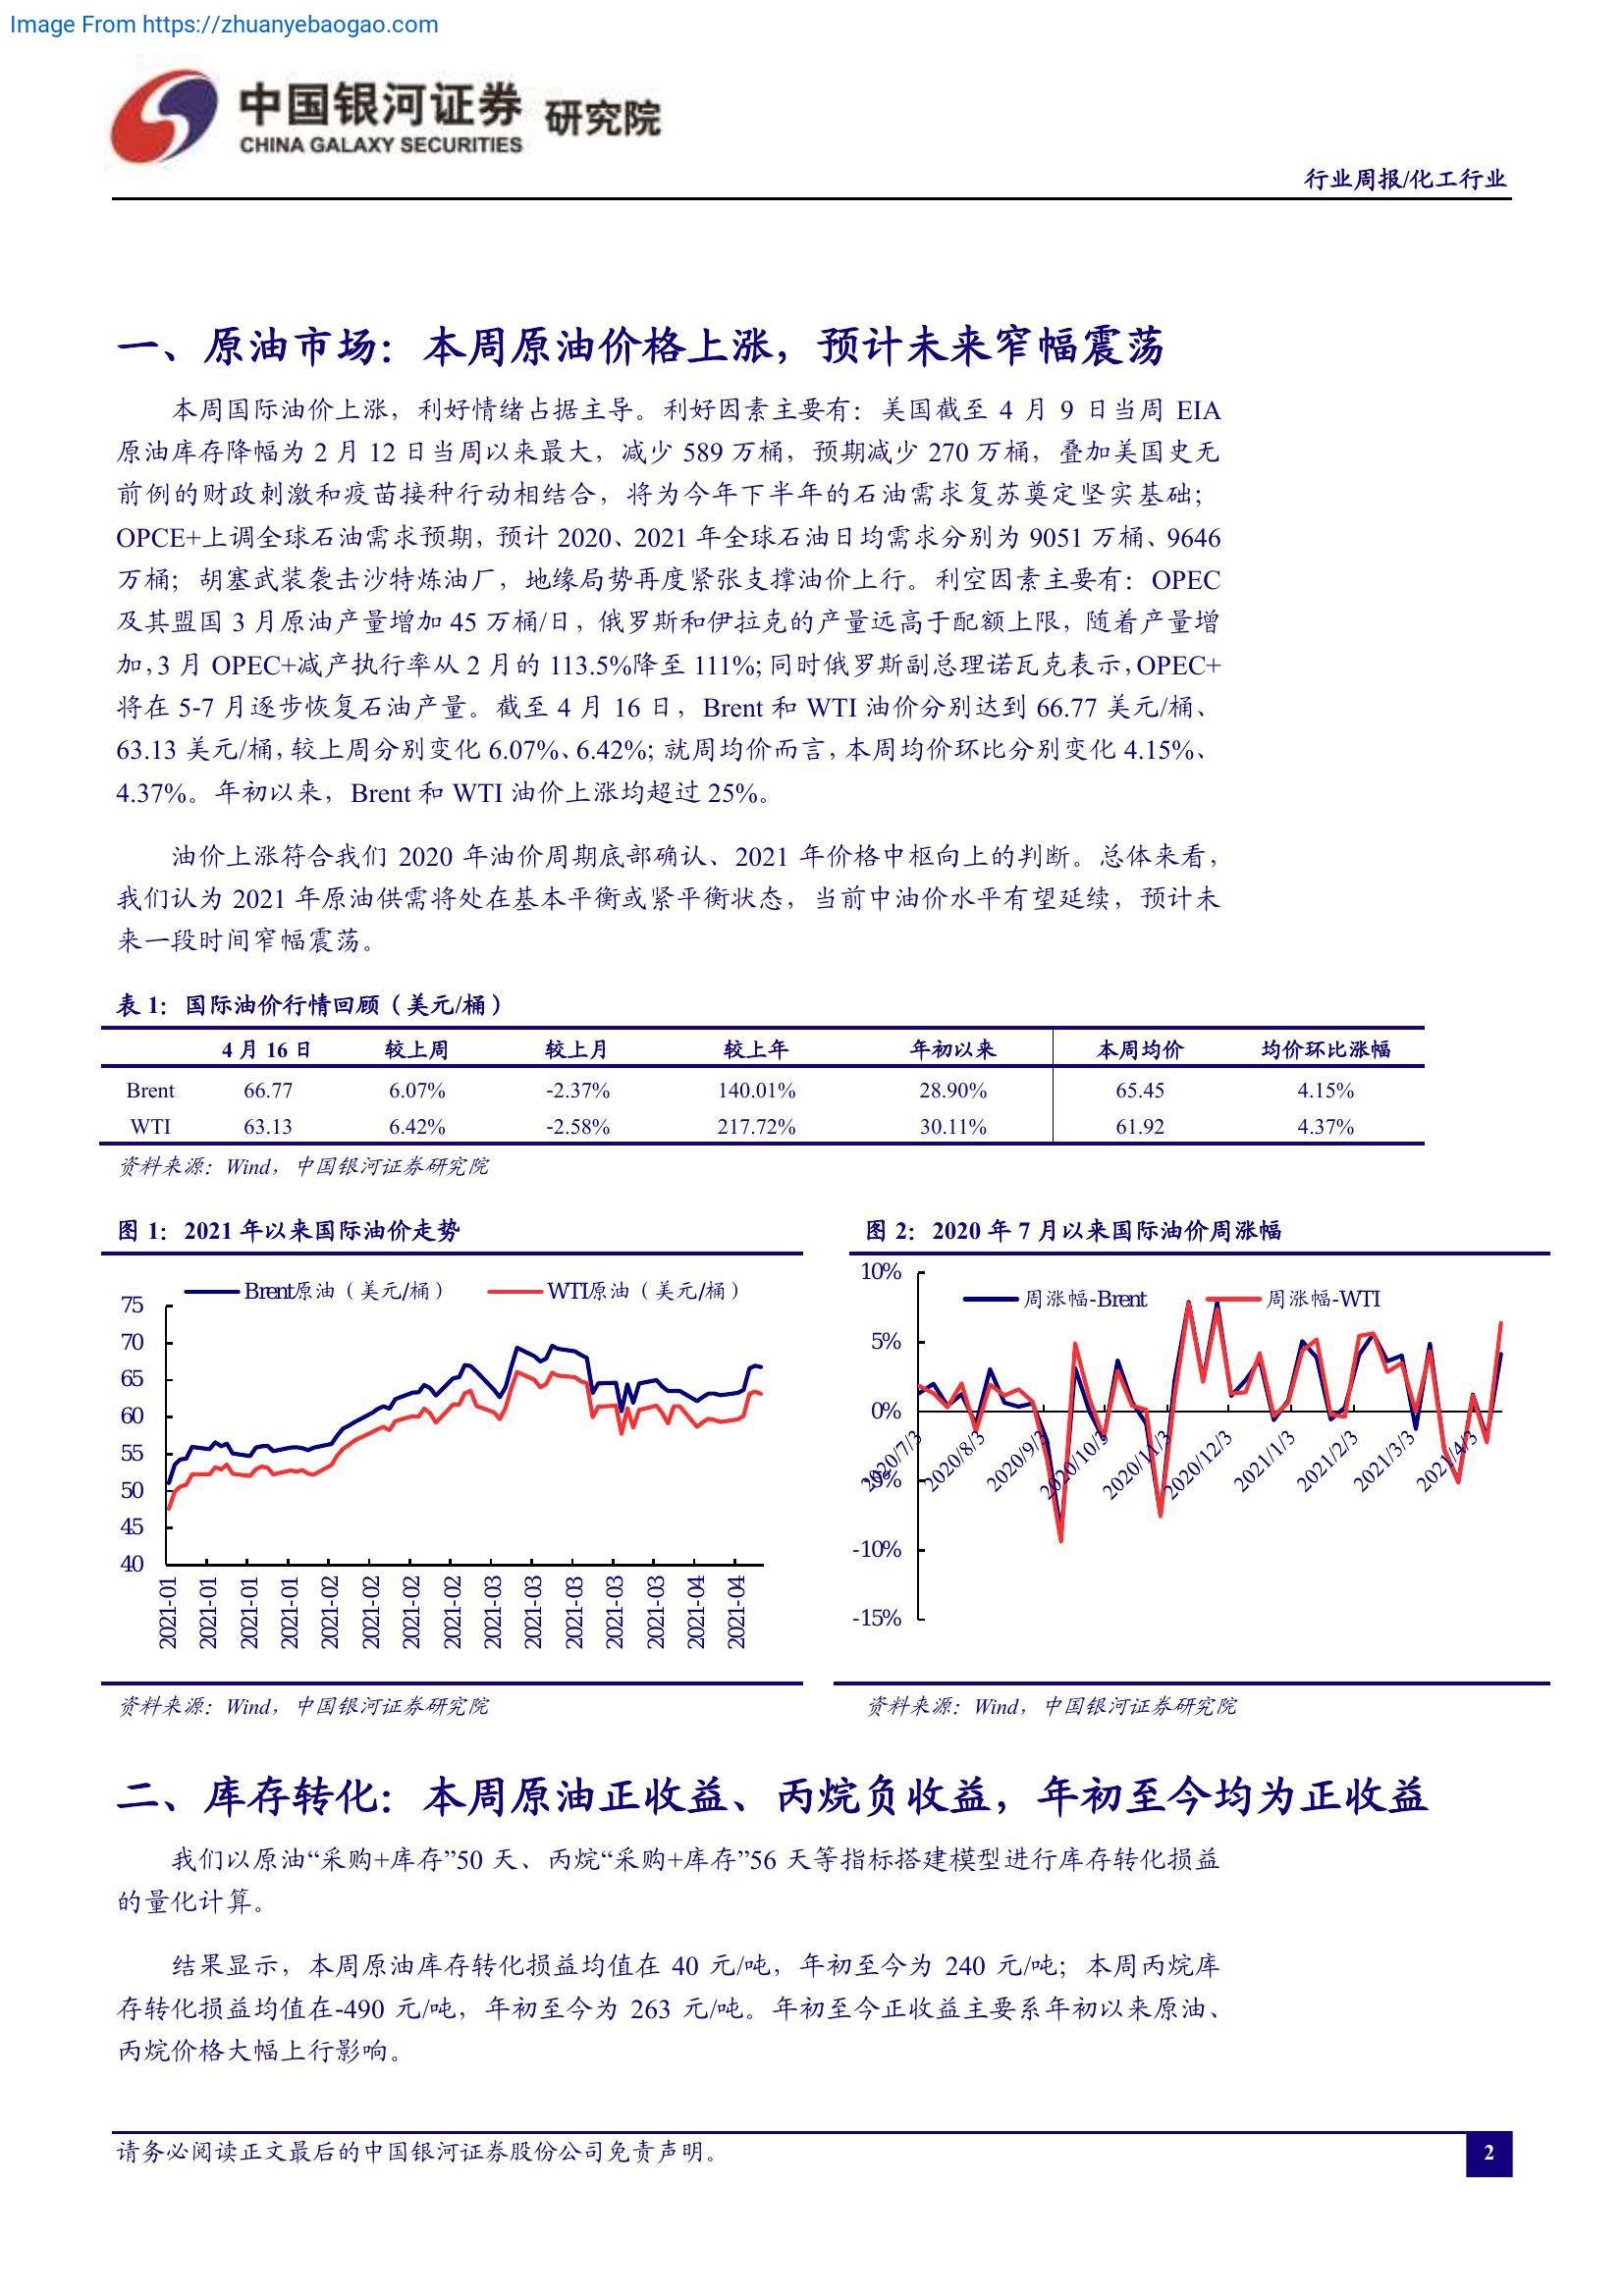 Image From https://zhuanyebaogao.com
中国银河证券 研究院
CHINA GALAXY SECURITIES
行业周报/化工行业
一、原油市场：本周原油价格上涨，预计未来窄幅震荡
本周国际油价上涨，利好情绪占据主导。利好因素主要有：美国截至 4 月 9 日当周 EIA
原油库存降幅为 2 月 12 日当周以来最大，减少 589 万桶，预期减少 270 万桶，叠加美国史无
前例的财政刺激和疫苗接种行动相结合，将为今年下半年的石油需求复苏奠定坚实基础；
OPCE+上调全球石油需求预期，预计 2020、2021 年全球石油日均需求分别为 9051 万桶、9646
万桶；胡塞武装袭击沙特炼油厂，地缘局势再度紧张支撑油价上行。利空因素主要有：OPEC
及其盟国 3 月原油产量增加 45 万桶/日，俄罗斯和伊拉克的产量远高于配额上限，随着产量增
加，3 月 OPEC+减产执行率从 2 月的 113.5%降至 111%；同时俄罗斯副总理诺瓦克表示，OPEC+
将在 5-7 月逐步恢复石油产量。截至 4 月 16 日，Brent 和 WTI 油价分别达到 66.77 美元/桶、
63.13 美元/桶，较上周分别变化 6.07%、6.42%；就周均价而言，本周均价环比分别变化 4.15%、
4.37%。年初以来，Brent 和 WTI 油价上涨均超过 25%。
油价上涨符合我们 2020 年油价周期底部确认、2021 年价格中枢向上的判断。总体来看，
我们认为 2021 年原油供需将处在基本平衡或紧平衡状态，当前中油价水平有望延续，预计未
来一段时间窄幅震荡。
表 1：国际油价行情回顾（美元/桶）
4 月 16 日 较上周 较上月 较上年 年初以来 本周均价 均价环比涨幅
Brent 66.77 6.07% -2.37% 140.01% 28.90% 65.45 4.15%
WTI 63.13 6.42% -2.58% 217.72% 30.11% 61.92 4.37%
资料来源：Wind，中国银河证券研究院
图 1：2021 年以来国际油价走势
Brent原油（美元/桶） WTI原油（美元/桶）
75
70
65
60
55
50
45
40
2021-01 2021-01 2021-01 2021-01 2021-02 2021-02 2021-02 2021-02 2021-03 2021-03 2021-03 2021-03 2021-03 2021-04 2021-04
资料来源：Wind，中国银河证券研究院
图 2：2020 年 7 月以来国际油价周涨幅
周涨幅-Brent 周涨幅-WTI
10%
5%
0%
-5%
-10%
-15%
2020/7/3 2020/8/3 2020/9/3 2020/10/3 2020/11/3 2020/12/3 2021/1/3 2021/2/3 2021/3/3 2021/4/3
资料来源：Wind，中国银河证券研究院
二、库存转化：本周原油正收益、丙烷负收益，年初至今均为正收益
我们以原油“采购+库存”50 天、丙烷“采购+库存”56 天等指标搭建模型进行库存转化损益
的量化计算。
结果显示，本周原油库存转化损益均值在 40 元/吨，年初至今为 240 元/吨；本周丙烷库
存转化损益均值在-490 元/吨，年初至今为 263 元/吨。年初至今正收益主要系年初以来原油、
丙烷价格大幅上行影响。
请务必阅读正文最后的中国银河证券股份公司免责声明。
2